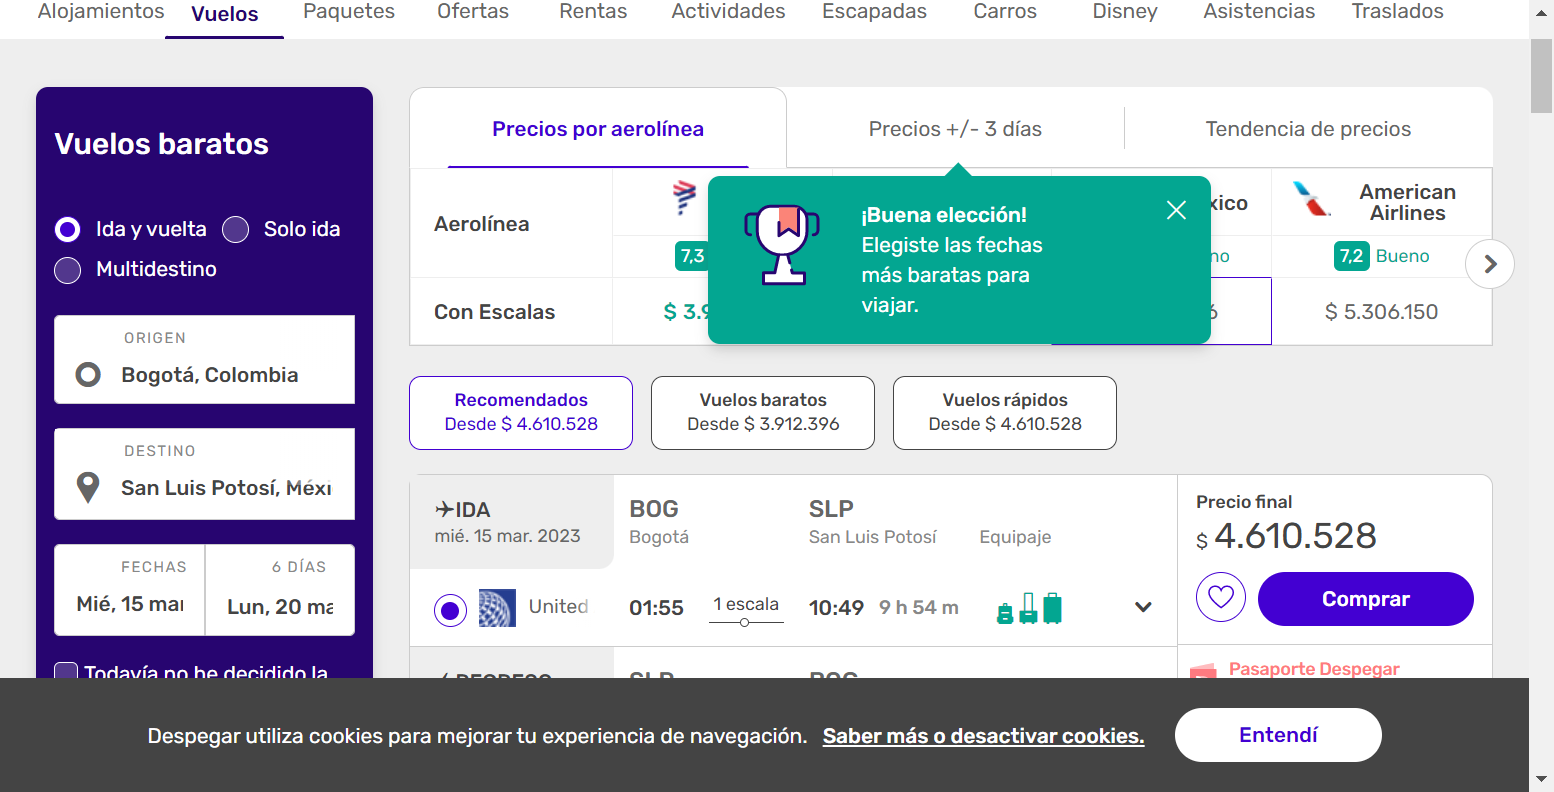 Alojamientos Vuelos Paquetes Ofertas Rentas Actividades Escapadas Carros Disney Asistencias Traslados
Vuelos baratos
Ida y vuelta Solo ida
Multidestino
ORIGEN
Bogotá, Colombia
DESTINO
San Luis Potosí, Méxi
FECHAS 6 DÍAS
Mié, 15 mar Lun, 20 ma
Todavía no he decidido la
Precios por aerolínea Precios +/- 3 días Tendencia de precios
Aerolínea
American
Airlines
7,3
7,2 Bueno
Con Escalas $ 3.9 $ 5.306.150
¡Buena elección!
Elegiste las fechas
más baratas para
viajar.
Recomendados
Desde $ 4.610.528
Vuelos baratos
Desde $ 3.912.396
Vuelos rápidos
Desde $ 4.610.528
IDA BOG SLP
mié. 15 mar. 2023 Bogotá San Luis Potosí Equipaje
United 01:55 1 escala 10:49 9 h 54 m
REGRESO SLP BOG
Precio final
$ 4.610.528
Comprar
Pasaporte Despegar
Despegar utiliza cookies para mejorar tu experiencia de navegación. Saber más o desactivar cookies. Entendí